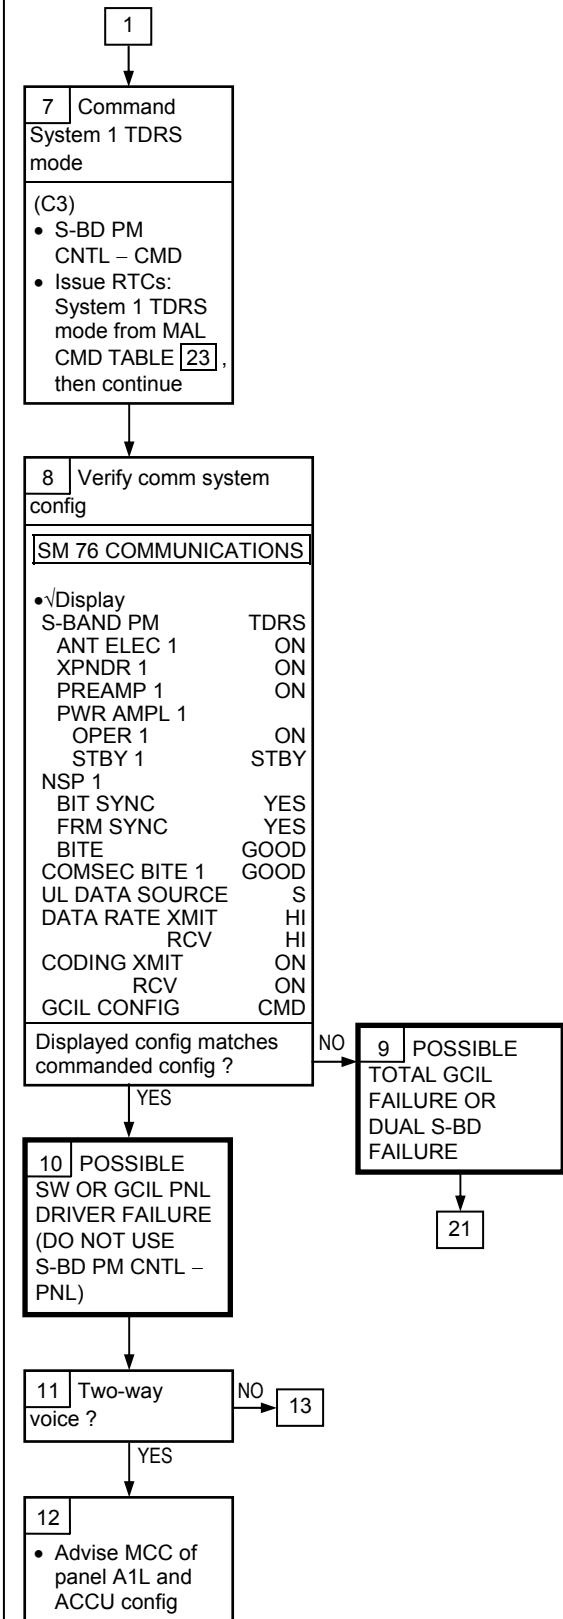 1
7 Command
System 1 TDRS
mode
(C3)
• S-BD PM
CNTL – CMD
• Issue RTCs:
System 1 TDRS
mode from MAL
CMD TABLE 23 ,
then continue
8 Verify comm system
config
SM 76 COMMUNICATIONS
•√Display
S-BAND PM TDRS
ANT ELEC 1 ON
XPNDR 1 ON
PREAMP 1 ON
PWR AMPL 1
OPER 1 ON
STBY 1 STBY
NSP 1
BIT SYNC YES
FRM SYNC YES
BITE GOOD
COMSEC BITE 1 GOOD
UL DATA SOURCE S
DATA RATE XMIT HI
RCV HI
CODING XMIT ON
RCV ON
GCIL CONFIG CMD
Displayed config matches
commanded config ?
NO
9 POSSIBLE
TOTAL GCIL
FAILURE OR
DUAL S-BD
FAILURE
21
YES
10 POSSIBLE
SW OR GCIL PNL
DRIVER FAILURE
(DO NOT USE
S-BD PM CNTL –
PNL)
11 Two-way
voice ?
NO
13
YES
12
• Advise MCC of
panel A1L and
ACCU config